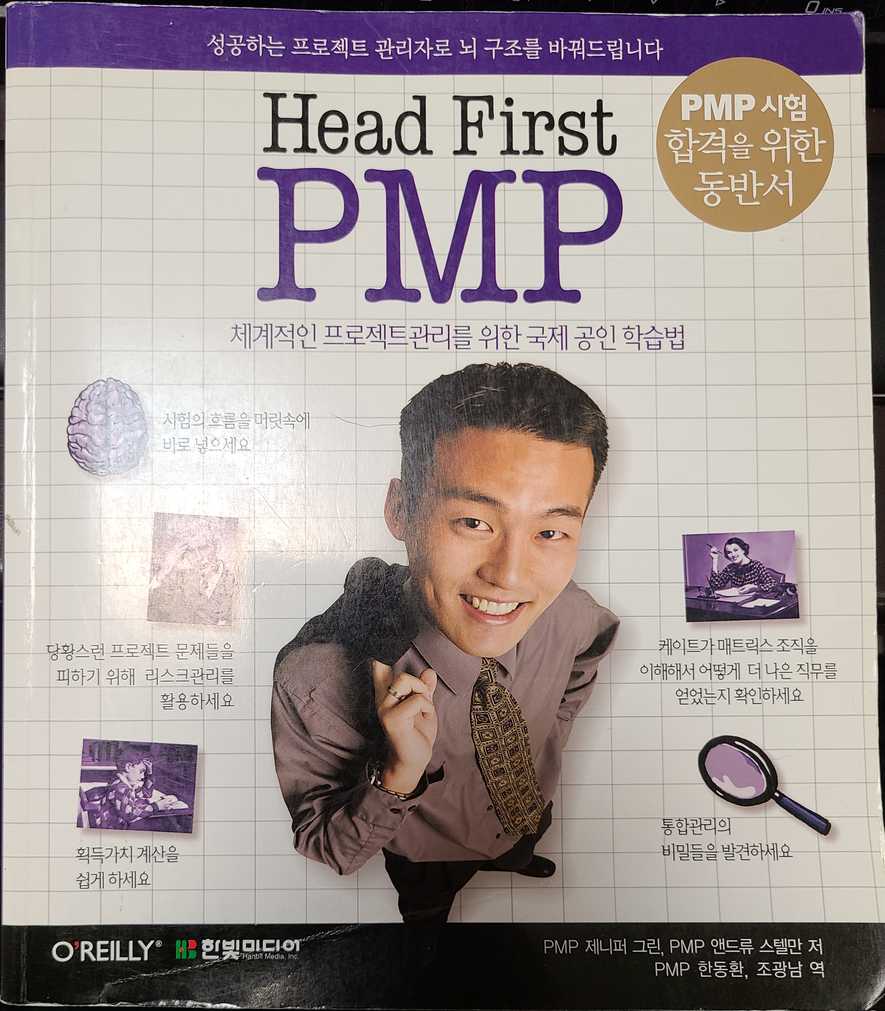 INS
성공하는 프로젝트 관리자로 뇌 구조를 바꿔드립니다
Head First
PMP
PMP 시험
합격을 위한
동반서
체계적인 프로젝트관리를 위한 국제 공인 학습법
시험의 흐름을 머릿속에
바로 넣으세요
당황스런 프로젝트 문제들을
피하기 위해 리스크관리를
활용하세요
케이트가 매트릭스 조직을
이해해서 어떻게 더 나은 직무를
얻었는지 확인하세요
획득가치 계산을
쉽게 하세요
통합관리의
비밀들을 발견하세요
O'REILLY®
HB 한빛미디어
Hanbit Media, Inc.
PMP 제니퍼 그린, PMP 앤드류 스텔만 저
PMP 한동환, 조광남 역